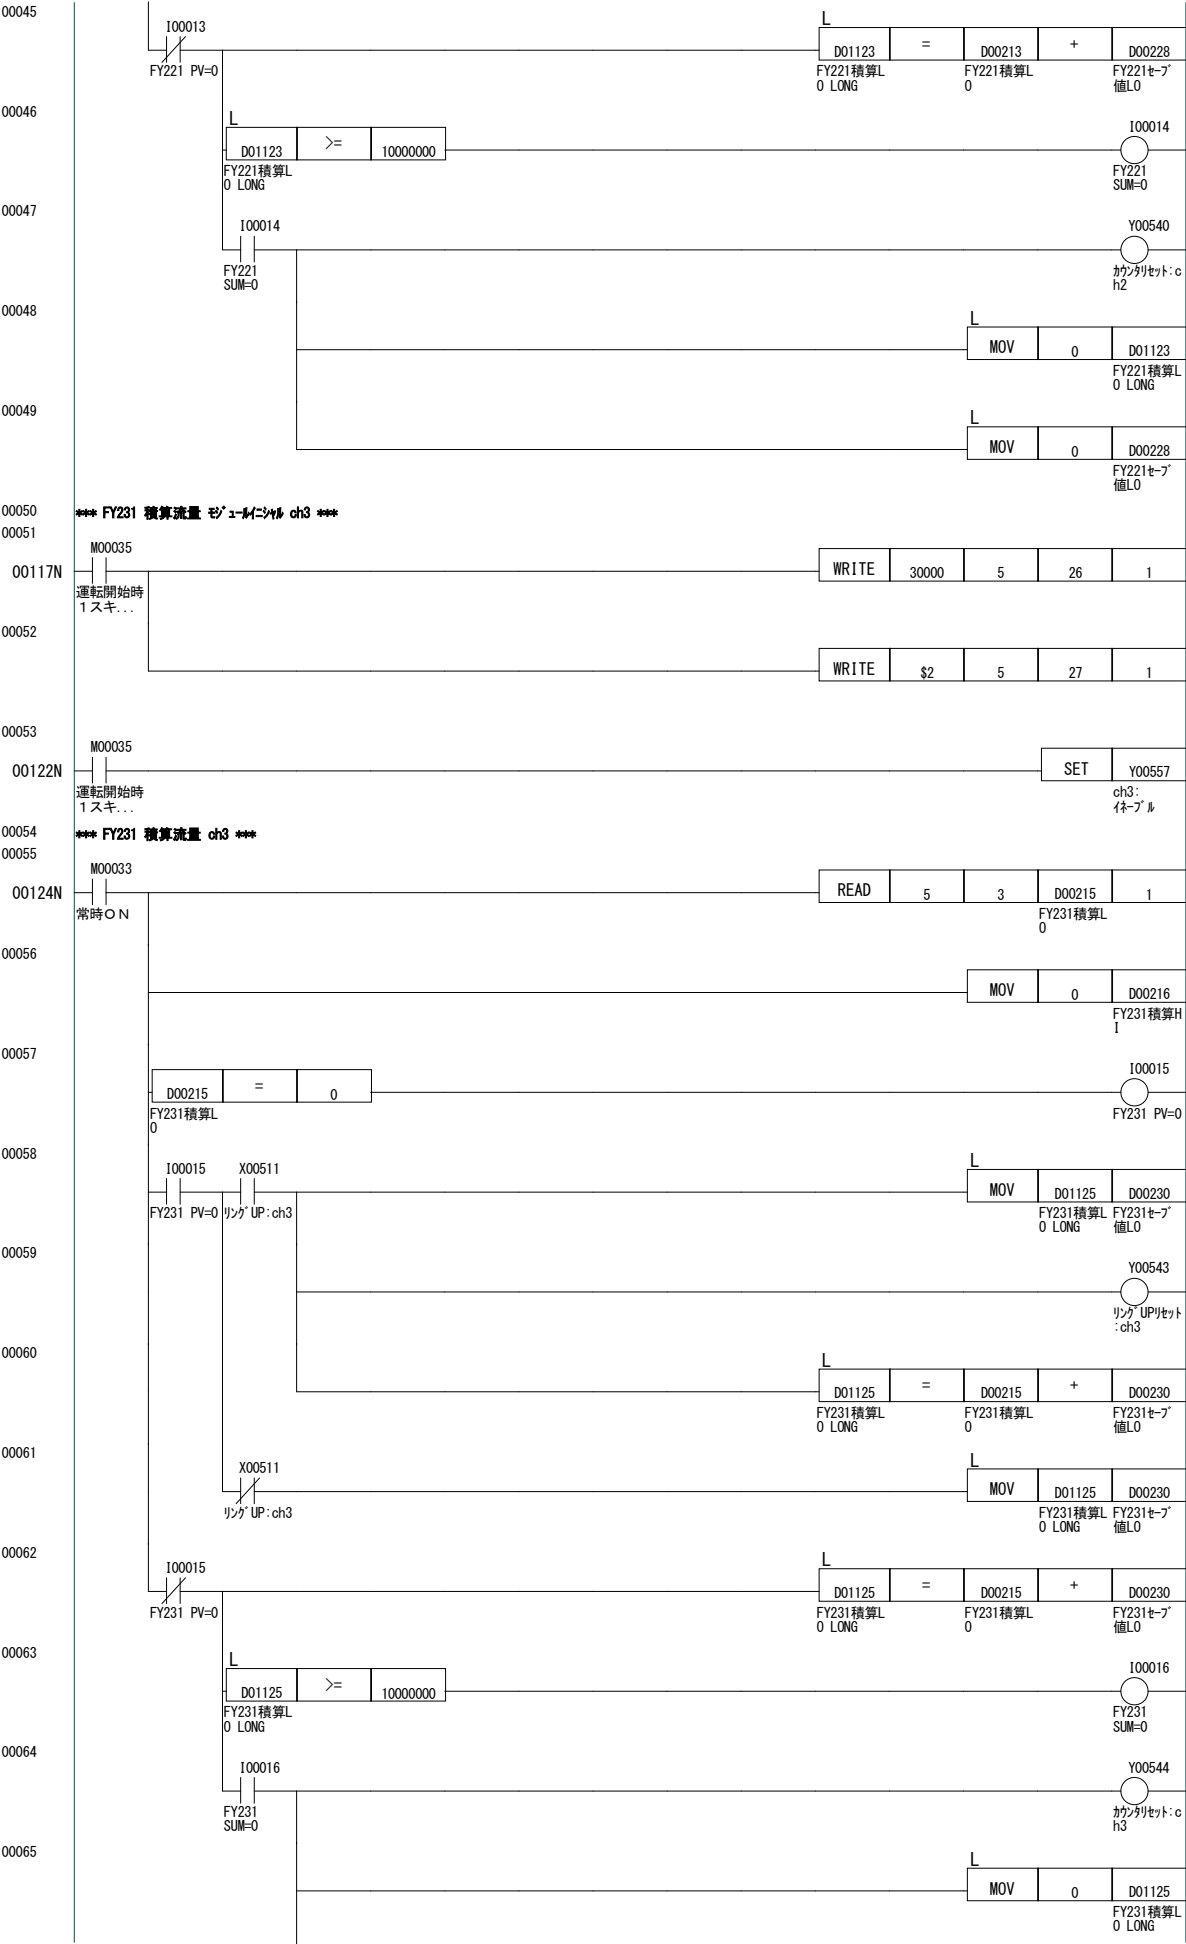 00045
I00013
FY221 PV=0
L
D01123 = D00213 + D00228
FY221積算L FY221積算L FY221ｾｰﾌﾞ
O LONG O 値LO
00046
L
D01123 >= 10000000
FY221積算L
O LONG
I00014
FY221
SUM=0
00047
I00014
FY221
SUM=0
Y00540
ｶｳﾝﾀﾘｾｯﾄ:c
h2
00048
L
MOV 0 D01123
FY221積算L
O LONG
00049
L
MOV 0 D00228
FY221ｾｰﾌﾞ
値LO
00050 *** FY231 積算流量 ﾓｼﾞｭｰﾙｲﾆｼｬﾙ ch3 ***
00051
M00035
00117N WRITE 30000 5 26 1
運転開始時
１スキ...
00052
WRITE $2 5 27 1
00053
M00035
00122N SET Y00557
運転開始時
１スキ...
ch3:
ｲﾈｰﾌﾞﾙ
00054 *** FY231 積算流量 ch3 ***
00055
M00033
00124N READ 5 3 D00215 1
常時ＯＮ
FY231積算L
O
00056
MOV 0 D00216
FY231積算H
I
00057
D00215 = 0
FY231積算L
O
I00015
FY231 PV=0
00058
I00015 X00511
FY231 PV=0 ﾘﾝｸﾞUP:ch3
L
MOV D01125 D00230
FY231積算L FY231ｾｰﾌﾞ
O LONG 値LO
00059
Y00543
ﾘﾝｸﾞUPﾘｾｯﾄ
:ch3
00060
L
D01125 = D00215 + D00230
FY231積算L FY231積算L FY231ｾｰﾌﾞ
O LONG O 値LO
00061
X00511
ﾘﾝｸﾞUP:ch3
L
MOV D01125 D00230
FY231積算L FY231ｾｰﾌﾞ
O LONG 値LO
00062
I00015
FY231 PV=0
L
D01125 = D00215 + D00230
FY231積算L FY231積算L FY231ｾｰﾌﾞ
O LONG O 値LO
00063
L
D01125 >= 10000000
FY231積算L
O LONG
I00016
FY231
SUM=0
00064
I00016
FY231
SUM=0
Y00544
ｶｳﾝﾀﾘｾｯﾄ:c
h3
00065
L
MOV 0 D01125
FY231積算L
O LONG